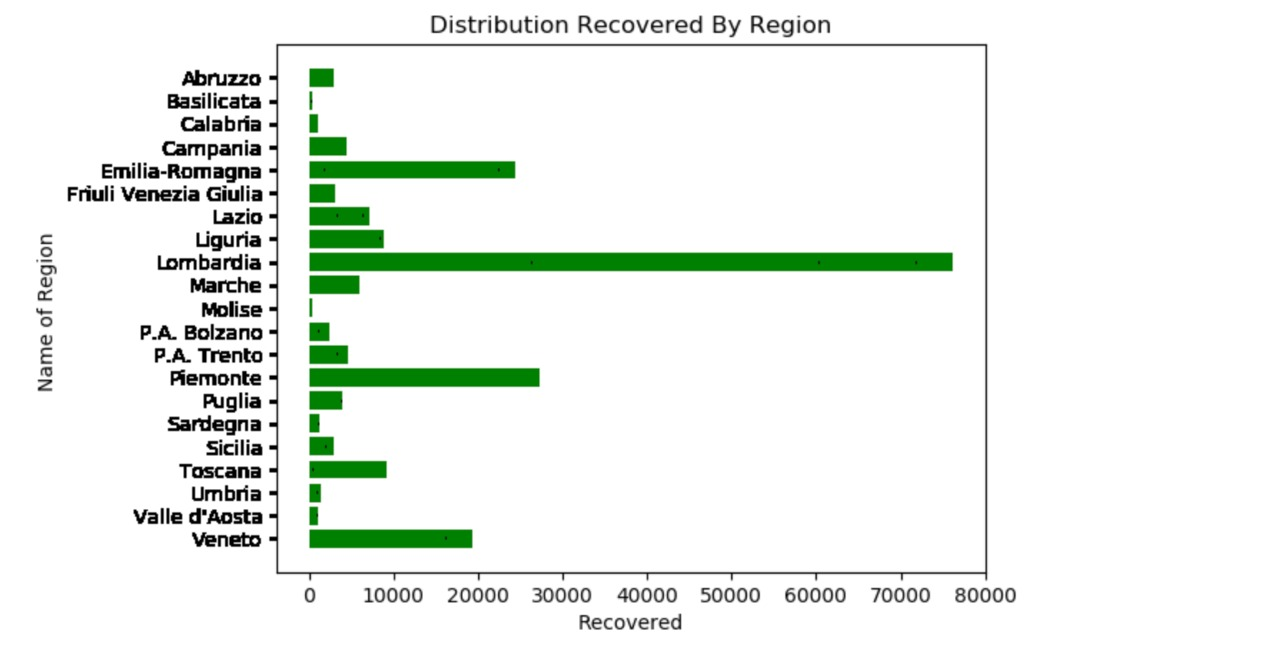 Distribution Recovered By Region
Abruzzo
Basilicata
Calabria
Campania
Emilia-Romagna
Friuli Venezia Giulia
Lazio
Liguria
Lombardia
Marche
Molise
P.A. Bolzano
P.A. Trento
Piemonte
Puglia
Sardegna
Sicilia
Toscana
Umbria
Valle d'Aosta
Veneto
Name of Region
0 10000 20000 30000 40000 50000 60000 70000 80000
Recovered